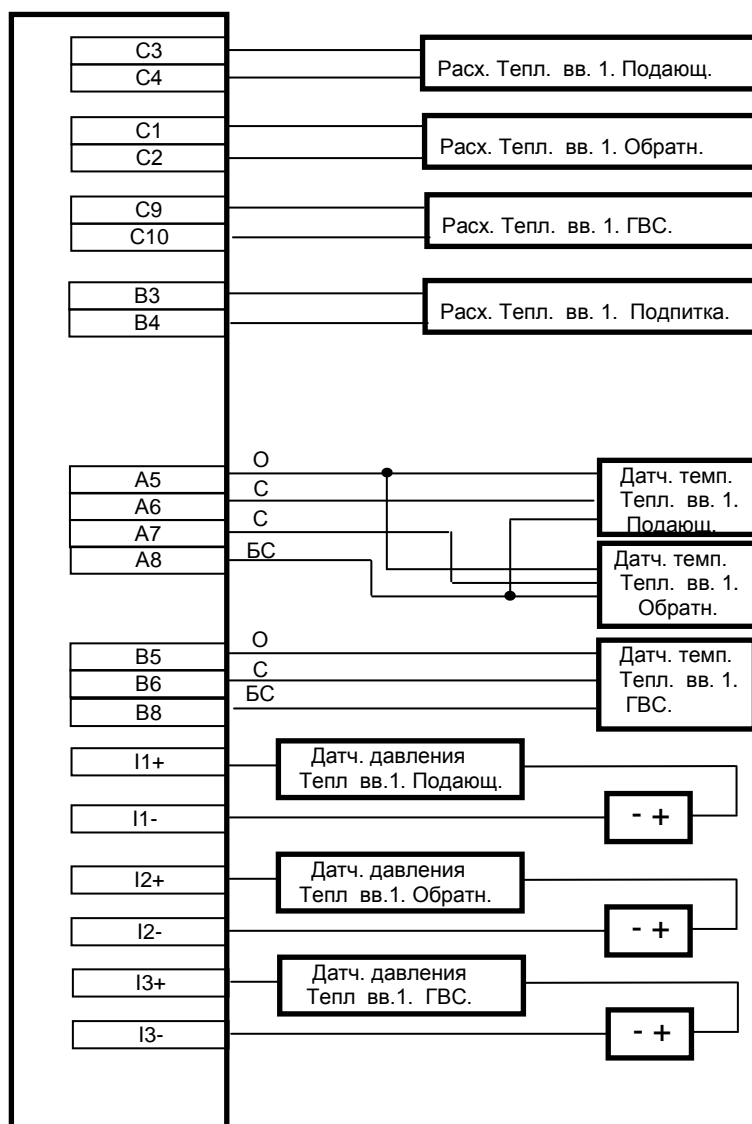 C3
C4
Расх. Тепл. вв. 1. Подающ.
C1
C2
Расх. Тепл. вв. 1. Обратн.
C9
C10
Расх. Тепл. вв. 1. ГВС.
B3
B4
Расх. Тепл. вв. 1. Подпитка.
A5
A6
A7
A8
О
С
С
БС
Датч. темп.
Тепл. вв. 1.
Подающ.
Датч. темп.
Тепл. вв. 1.
Обратн.
B5
B6
B8
О
С
БС
Датч. темп.
Тепл. вв. 1.
ГВС.
I1+
Датч. давления
Тепл вв.1. Подающ.
I1-
- +
I2+
Датч. давления
Тепл вв.1. Обратн.
I2-
- +
I3+
Датч. давления
Тепл вв.1. ГВС.
I3-
- +